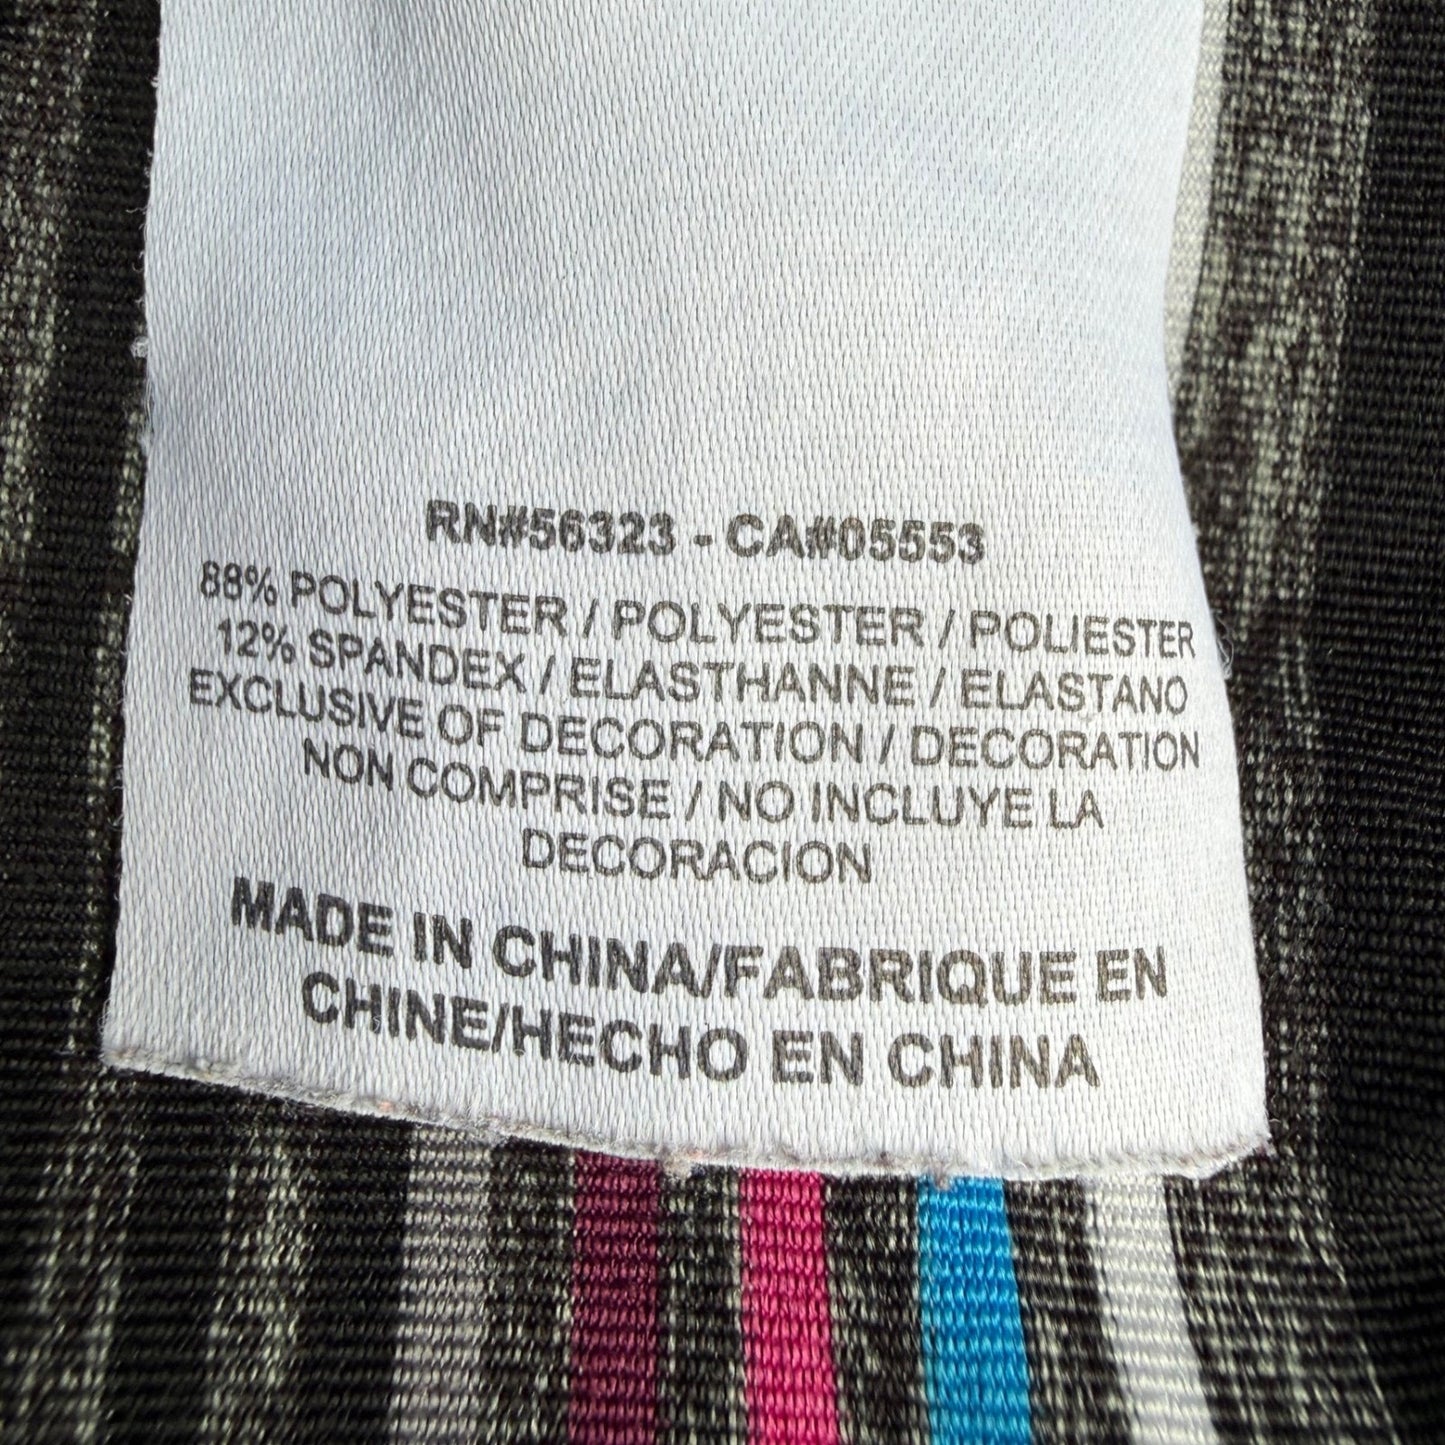 RN#56323 - CA#05553
88% POLYESTER / POLYESTER / POLIESTER
12% SPANDEX / ELASTHANNE / ELASTANO
EXCLUSIVE OF DECORATION / DECORATION
NON COMPRISE / NO INCLUYE LA
DECORACION
MADE IN CHINA/FABRIQUE EN
CHINE/HECHO EN CHINA